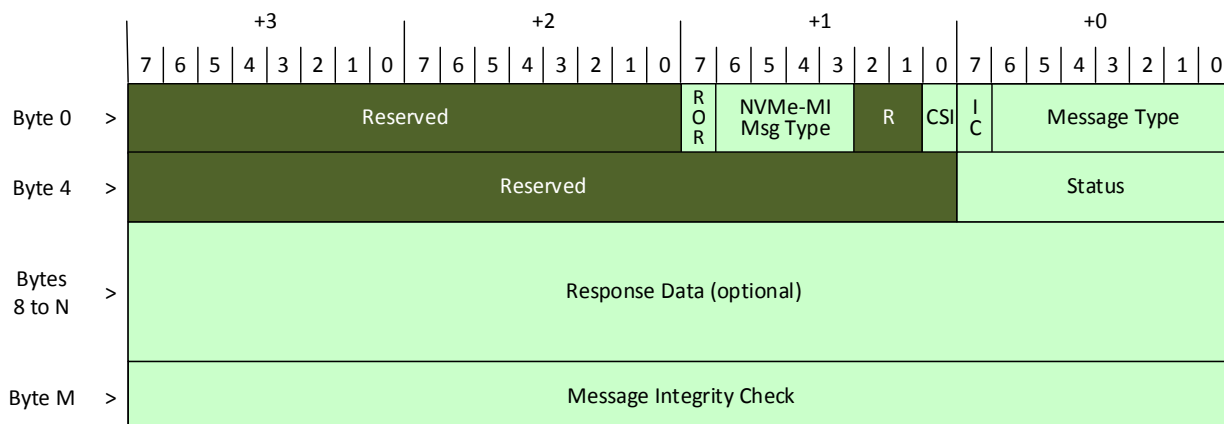 +3 +2 +1 +0
7 6 5 4 3 2 1 0 7 6 5 4 3 2 1 0 7 6 5 4 3 2 1 0 7 6 5 4 3 2 1 0
Byte 0 > Reserved R O R NVMe-MI Msg Type R CSI I C Message Type
Byte 4 > Reserved Status
Bytes 8 to N > Response Data (optional)
Byte M > Message Integrity Check